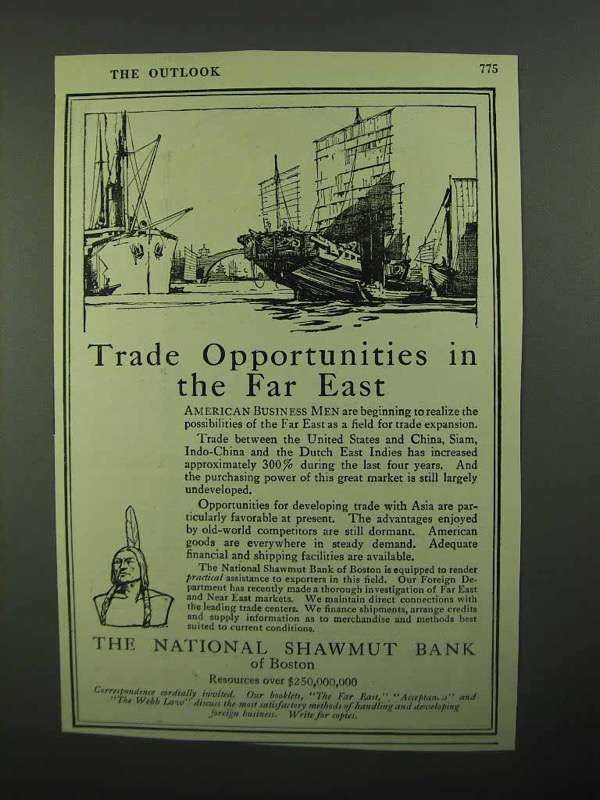 THE OUTLOOK 775
Trade Opportunities in
the Far East
AMERICAN BUSINESS MEN are beginning to realize the
possibilities of the Far East as a field for trade expansion.
Trade between the United States and China, Siam,
Indo-China and the Dutch East Indies has increased
approximately 300% during the last four years. And
the purchasing power of this great market is still largely
undeveloped.
Opportunities for developing trade with Asia are par-
ticularly favorable at present. The advantages enjoyed
by old-world competitors are still dormant. American
goods are everywhere in steady demand. Adequate
financial and shipping facilities are available.
The National Shawmut Bank of Boston is equipped to render
practical assistance to exporters in this field. Our Foreign De-
partment has recently made a thorough investigation of Far East
and Near East markets. We maintain direct connections with
the leading trade centers. We finance shipments, arrange credits
and supply information as to merchandise and methods best
suited to current conditions.
THE NATIONAL SHAWMUT BANK
of Boston
Resources over $250,000,000
Correspondence cordially invited. Our booklets, "The Far East," and
"The Webb Law" discuss the most satisfactory methods of handling and developing
foreign business. Write for copies.